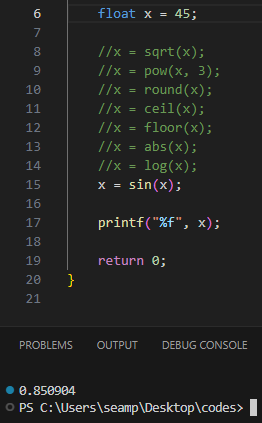 6 float x = 45;
7
8 //x = sqrt(x);
9 //x = pow(x, 3);
10 //x = round(x);
11 //x = ceil(x);
12 //x = floor(x);
13 //x = abs(x);
14 //x = log(x);
15 x = sin(x);
16
17 printf("%f", x);
18
19 return 0;
20 }
21
PROBLEMS OUTPUT DEBUG CONSOLE
0.850904
PS C:\Users\seamp\Desktop\codes>